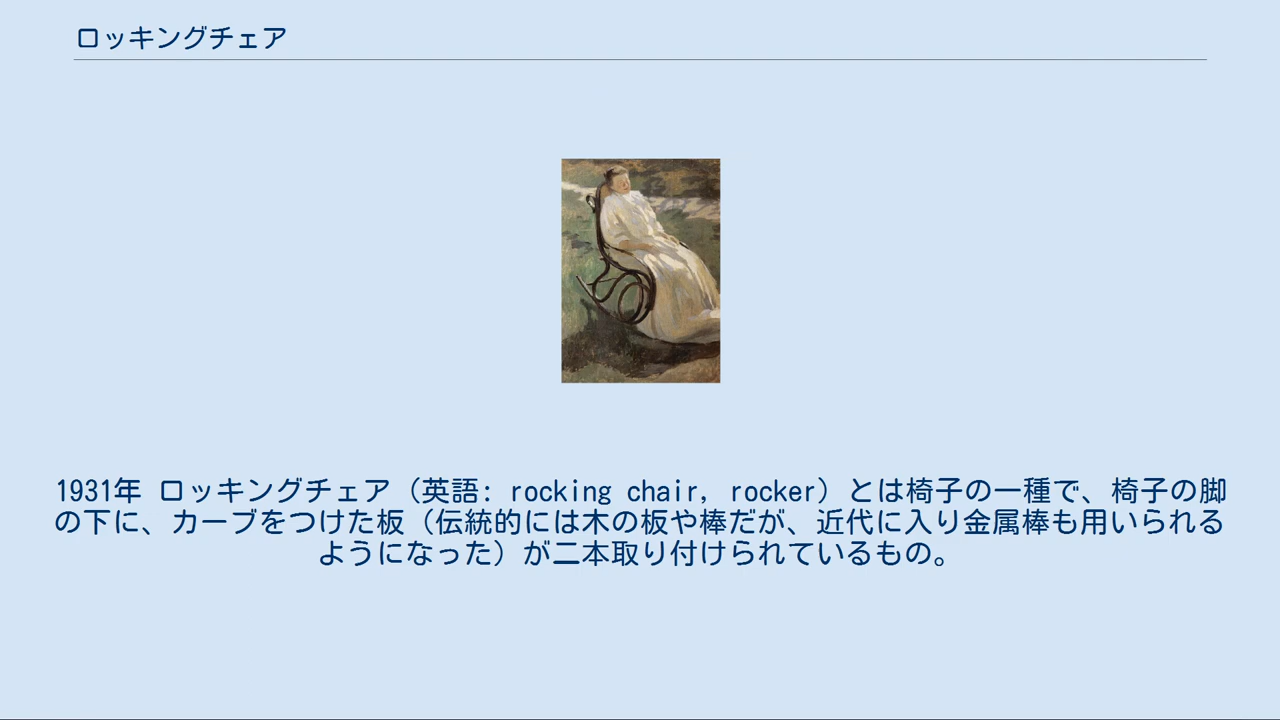 ロッキングチェア
1931年 ロッキングチェア（英語: rocking chair, rocker）とは椅子の一種で、椅子の脚
の下に、カーブをつけた板（伝統的には木の板や棒だが、近代に入り金属棒も用いられる
ようになった）が二本取り付けられているもの。